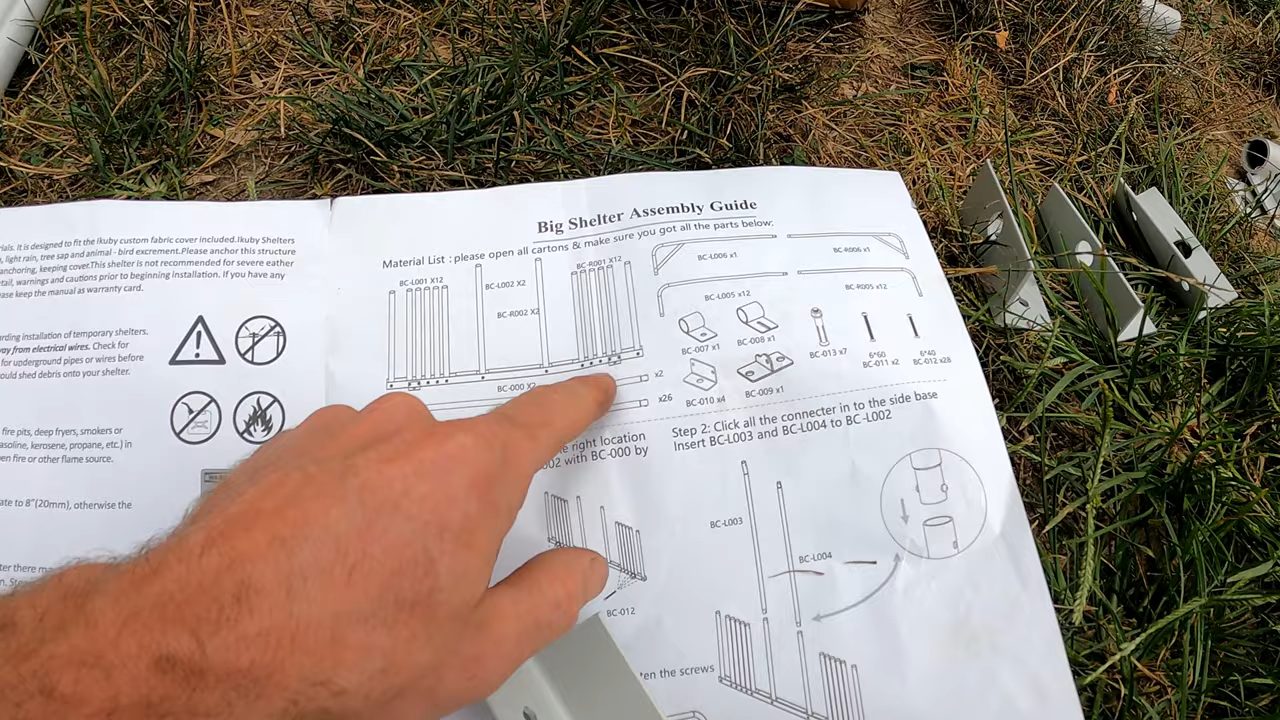 rials. It is designed to fit the Ikuby custom fabric cover included.Ikuby Shelters
, light rain, tree sap and animal - bird excrement.Please anchor this structure
anchoring, keeping cover.This shelter is not recommended for severe eather
tail, warnings and cautions prior to beginning installation. If you have any
ase keep the manual as warranty card.
arding installation of temporary shelters.
way from electrical wires. Check for
for underground pipes or wires before
ould shed debris onto your shelter.
fire pits, deep fryers, smokers or
asoline, kerosene, propane, etc.) in
en fire or other flame source.
ate to 8"(20mm), otherwise the
ter there
Big Shelter Assembly Guide
Material List : please open all cartons & make sure you got all the parts below:
BC-L001 X12
BC-L002 X2
BC-R002 X2
BC-R001 X12
BC-000 X2
x2
x26
BC-L006 x1
BC-R006 x1
BC-L005 x12
BC-R005 x12
BC-007 x1
BC-008 x1
BC-013 x7
6*60
BC-011 x2
6*40
BC-012 x28
BC-010 x4
BC-009 x1
e right location
002 with BC-000 by
BC-012
en the screws
Step 2: Click all the connecter in to the side base
Insert BC-L003 and BC-L004 to BC-L002
BC-L003
BC-L004